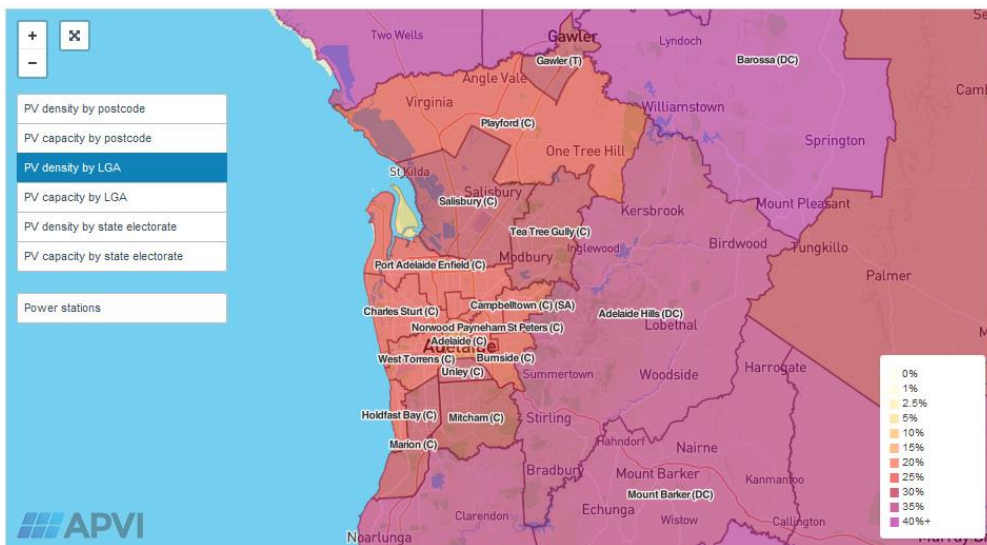 +
−
PV density by postcode
PV capacity by postcode
PV density by LGA
PV capacity by LGA
PV density by state electorate
PV capacity by state electorate
Power stations
Two Wells
Gawler
Lyndoch
Gawler (T)
Barossa (DC)
Angle Vale
Virginia
Williamstown
Playford (C)
Springton
One Tree Hill
St Kilda
Salisbury
Salisbury (C)
Kersbrook
Mount Pleasant
Tea Tree Gully (C)
Inglewood
Birdwood
Tungkillo
Modbury
Port Adelaide Enfield (C)
Palmer
Campbelltown (C) (SA)
Charles Sturt (C)
Adelaide Hills (DC)
Lobethal
Norwood Payneham St Peters (C)
Adelaide (C)
Adelaide
West Torrens (C)
Burnside (C)
Unley (C)
Summertown
Woodside
Harrogate
Holdfast Bay (C)
Mitcham (C)
Stirling
Marion (C)
Hahndorf
Nairne
Bradbury
Mount Barker
Kanmantoo
Mount Barker (DC)
Clarendon
Echunga
Wistow
Callington
Noarlunga
0%
1%
2.5%
5%
10%
15%
20%
25%
30%
35%
40%+
APVI